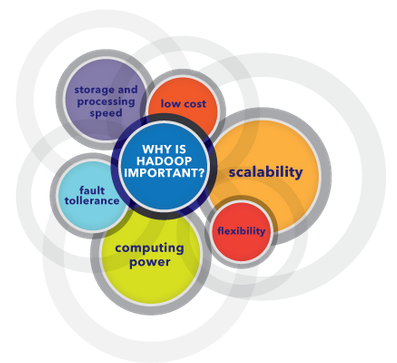 storage and
processing
speed
low cost
WHY IS
HADOOP
IMPORTANT?
scalability
fault
tollerance
flexibility
computing
power